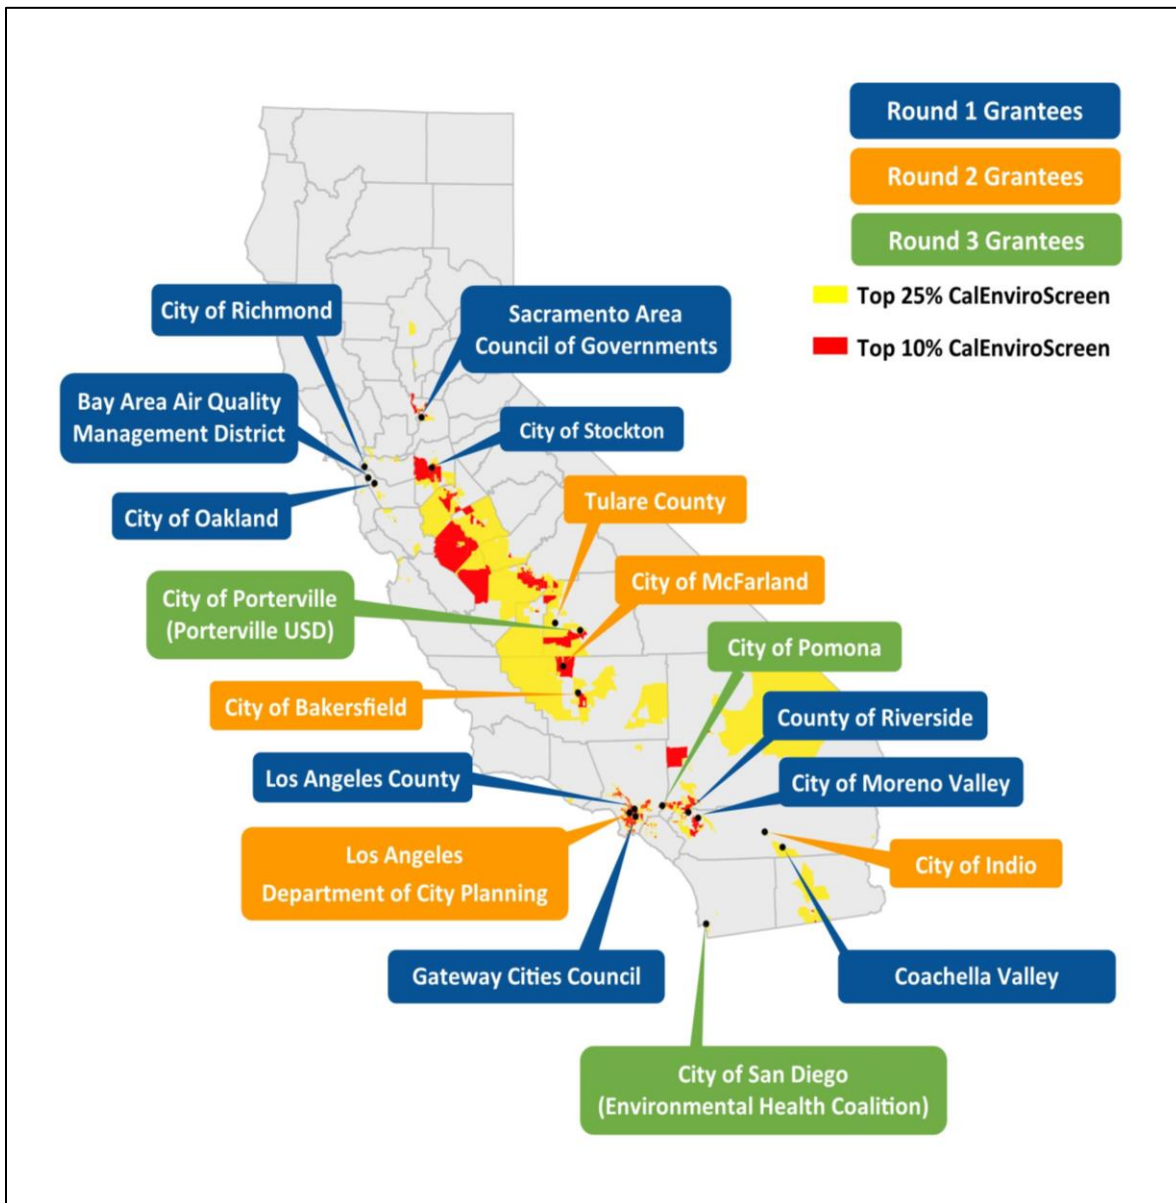 Round 1 Grantees
Round 2 Grantees
Round 3 Grantees
Top 25% CalEnviroScreen
Top 10% CalEnviroScreen
City of Richmond
Sacramento Area
Council of Governments
Bay Area Air Quality
Management District
City of Stockton
City of Oakland
Tulare County
City of McFarland
City of Porterville
(Porterville USD)
City of Pomona
City of Bakersfield
County of Riverside
Los Angeles County
City of Moreno Valley
Los Angeles
Department of City Planning
City of Indio
Gateway Cities Council
Coachella Valley
City of San Diego
(Environmental Health Coalition)